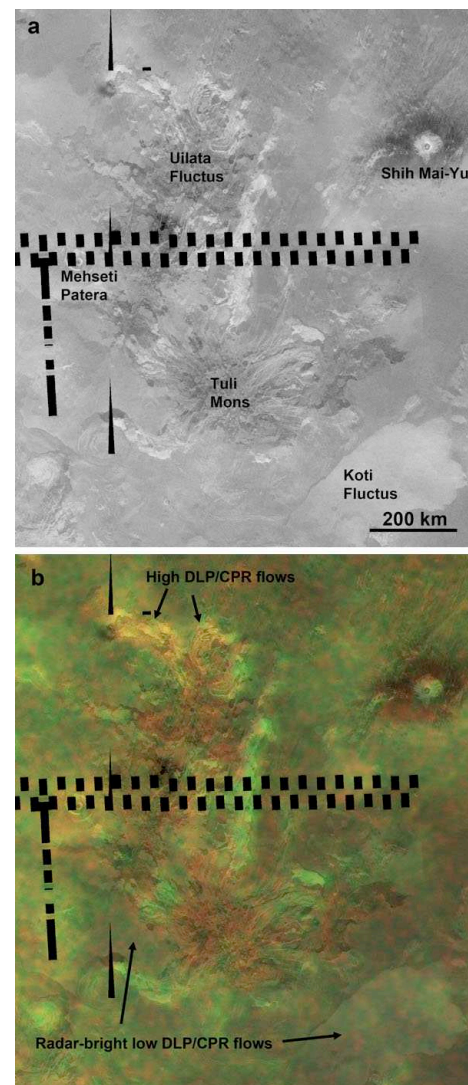 a
Uilata
Fluctus
Shih Mai-Yu
Mehseti
Patera
Tuli
Mons
Koti
Fluctus
200 km
b
High DLP/CPR flows
Radar-bright low DLP/CPR flows